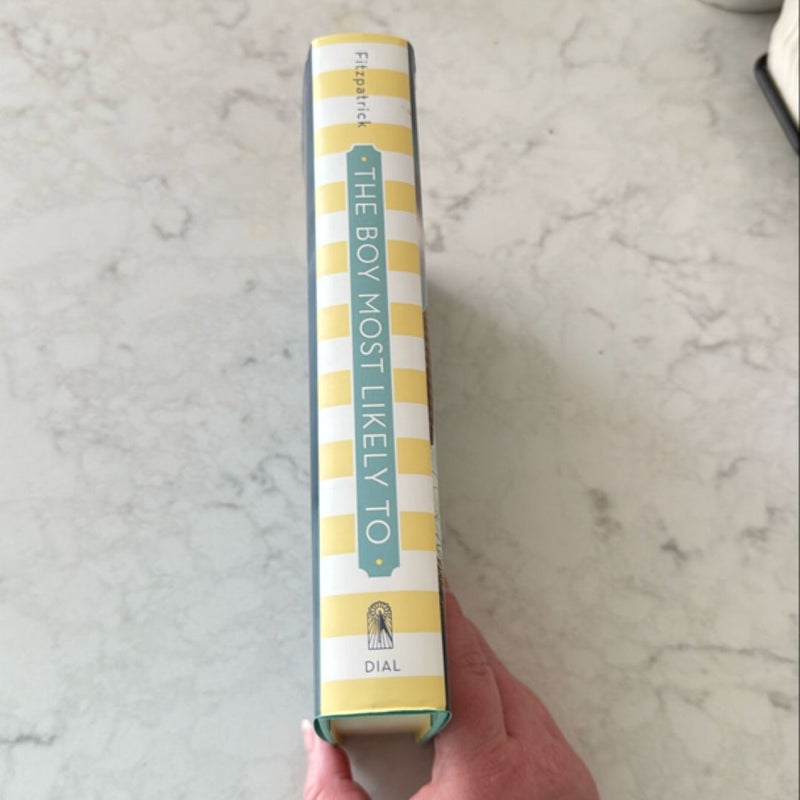 Fitzpatrick
THE BOY MOST LIKELY TO
DIAL